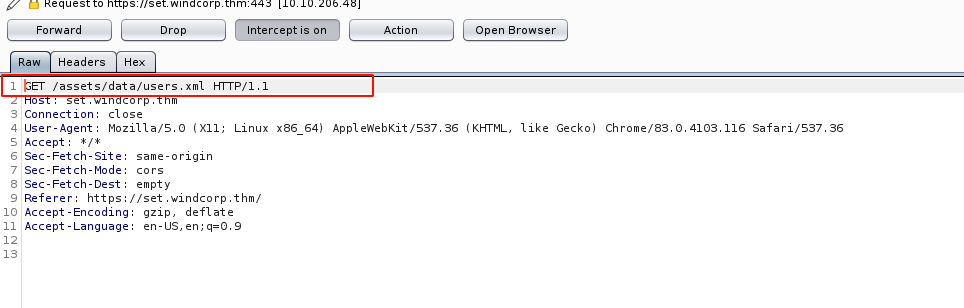 Request to https://set.windcorp.thm:443 [10.10.206.48]
Forward Drop Intercept is on Action Open Browser
Raw Headers Hex
1 GET /assets/data/users.xml HTTP/1.1
2 Host: set.windcorp.thm
3 Connection: close
4 User-Agent: Mozilla/5.0 (X11; Linux x86_64) AppleWebKit/537.36 (KHTML, like Gecko) Chrome/83.0.4103.116 Safari/537.36
5 Accept: */*
6 Sec-Fetch-Site: same-origin
7 Sec-Fetch-Mode: cors
8 Sec-Fetch-Dest: empty
9 Referer: https://set.windcorp.thm/
10 Accept-Encoding: gzip, deflate
11 Accept-Language: en-US,en;q=0.9
12
13